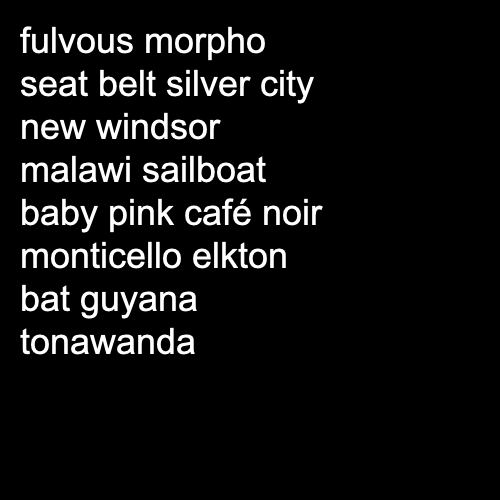 fulvous morpho
seat belt silver city
new windsor
malawi sailboat
baby pink café noir
monticello elkton
bat guyana
tonawanda